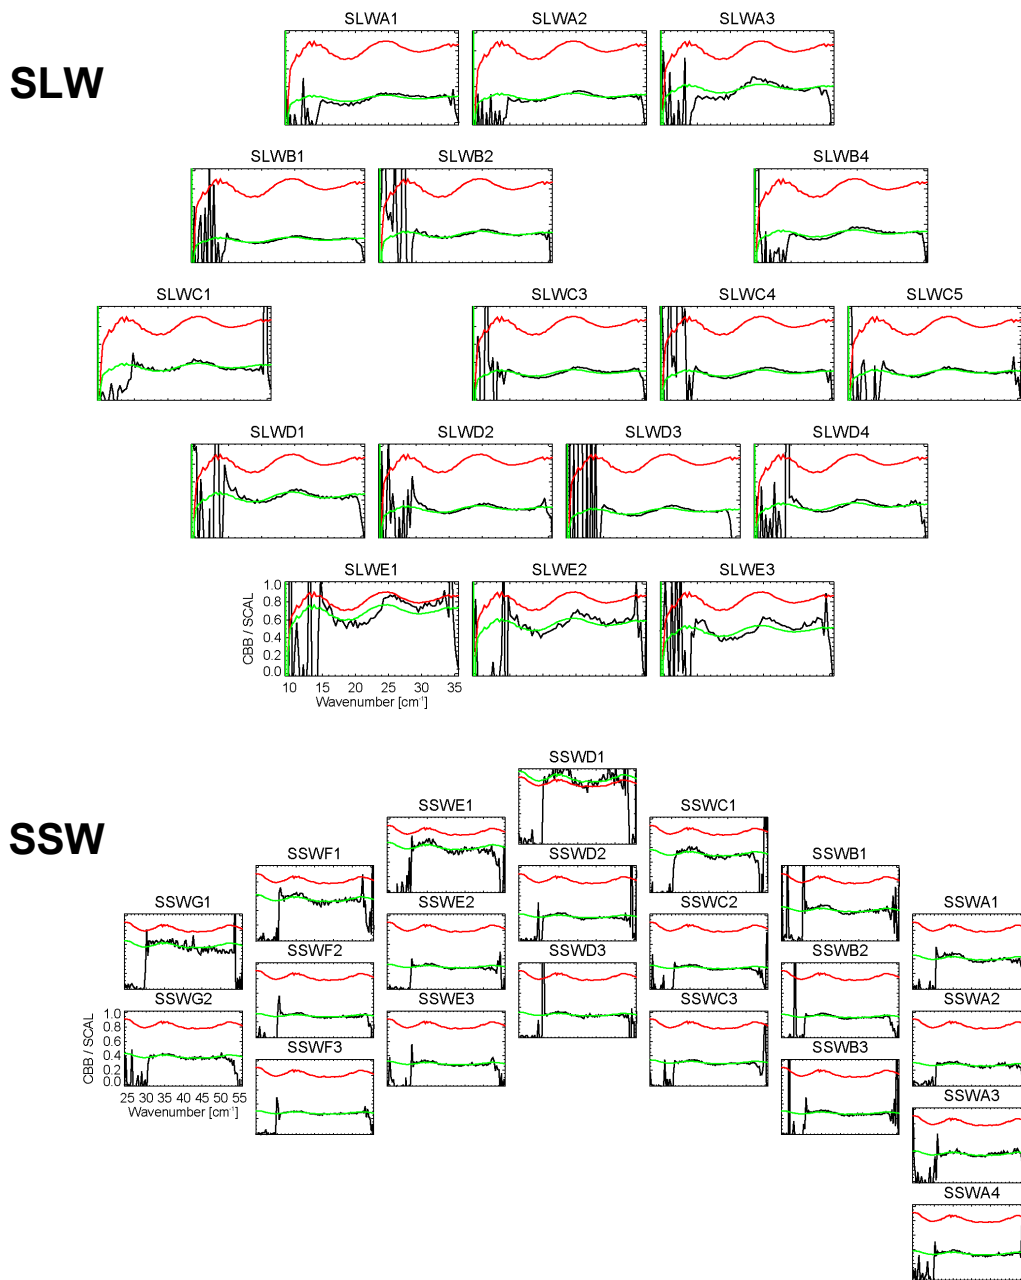 SLW
SLWA1 SLWA2 SLWA3
SLWB1 SLWB2 SLWB4
SLWC1 SLWC3 SLWC4 SLWC5
SLWD1 SLWD2 SLWD3 SLWD4
SLWE1 SLWE2 SLWE3
CBB / SCAL
1.0
0.8
0.6
0.4
0.2
0.0
10 15 20 25 30 35
Wavenumber [cm⁻¹]
SSW
SSWD1
SSWE1 SSWC1
SSWF1 SSWD2 SSWB1
SSWG1 SSWE2 SSWC2 SSWA1
SSWF2 SSWD3 SSWB2
SSWG2 SSWE3 SSWC3 SSWA2
CBB / SCAL
1.0
0.8
0.6
0.4
0.2
0.0
25 30 35 40 45 50 55
Wavenumber [cm⁻¹]
SSWF3 SSWB3
SSWA3
SSWA4